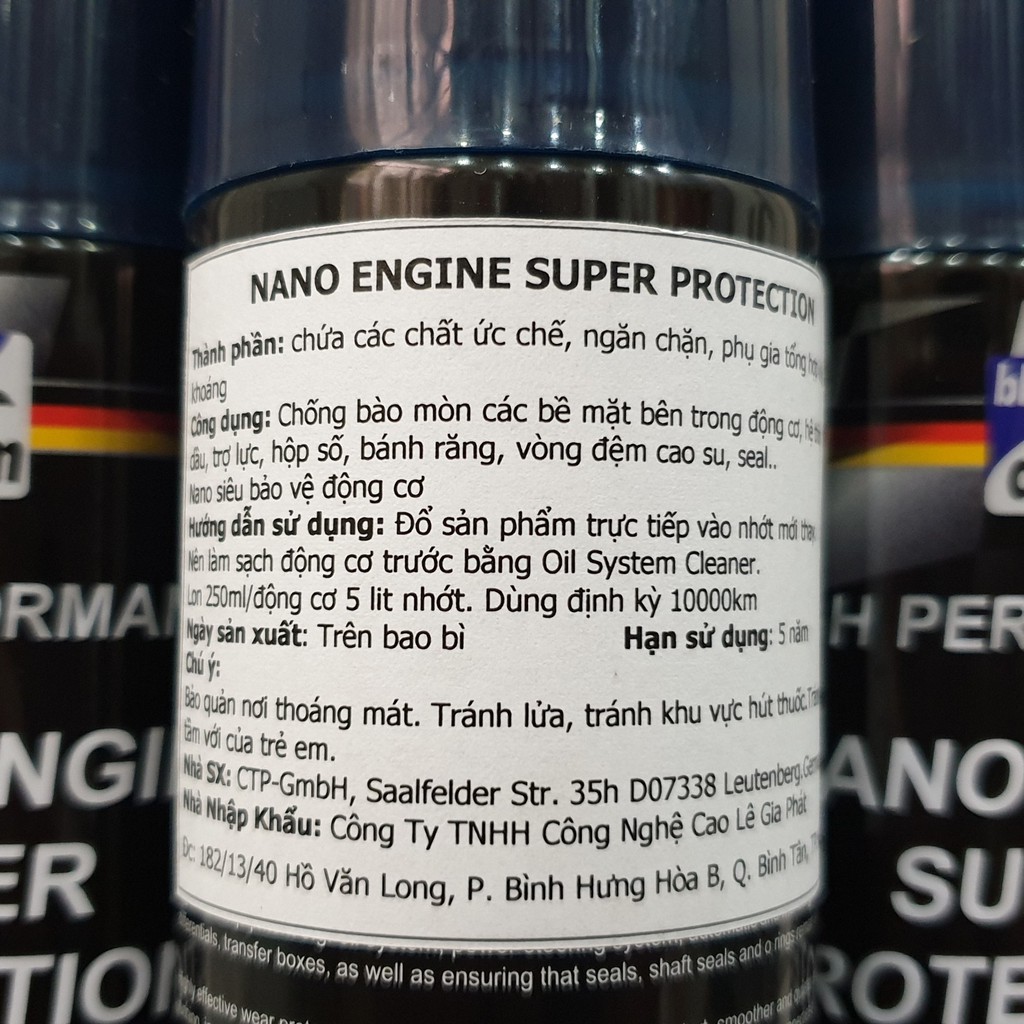 NANO ENGINE SUPER PROTECTION
Thành phần: chứa các chất ức chế, ngăn chặn, phụ gia tổng
khoáng
Công dụng: Chống bào mòn các bề mặt bên trong động cơ, hệ
dầu, trợ lực, hộp số, bánh răng, vòng đệm cao su, seal..
Nano siêu bảo vệ động cơ
Hướng dẫn sử dụng: Đổ sản phẩm trực tiếp vào nhớt mới thay
Nên làm sạch động cơ trước bằng Oil System Cleaner.
Lon 250ml/động cơ 5 lit nhớt. Dùng định kỳ 10000km
Ngày sản xuất: Trên bao bì Hạn sử dụng: 5 năm
Chú ý:
Bảo quản nơi thoáng mát. Tránh lửa, tránh khu vực hút thuốc.
tầm với của trẻ em.
Nhà SX: CTP-GmbH, Saalfelder Str. 35h D07338 Leutenberg.
Nhà Nhập Khẩu: Công Ty TNHH Công Nghệ Cao Lê Gia Phát
Đc: 182/13/40 Hồ Văn Long, P. Bình Hưng Hòa B, Q. Bình Tân,
transfer boxes, as well as ensuring that seals, shaft seals and o rings
effective wear
smoother and
ORMAN
NGI
ER
TION
bl
H PER
ANO
SU
ROTE